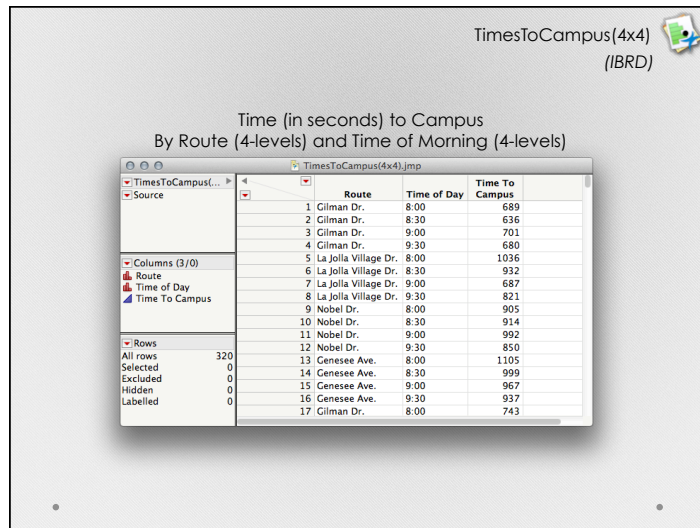 TimesToCampus(4x4)
(IBRD)
Time (in seconds) to Campus
By Route (4-levels) and Time of Morning (4-levels)
TimesToCampus(4x4).jmp
TimesToCampus(...
Source
Columns (3/0)
Route
Time of Day
Time To Campus
Rows
All rows 320
Selected 0
Excluded 0
Hidden 0
Labelled 0
Route Time of Day Time To Campus
1 Gilman Dr. 8:00 689
2 Gilman Dr. 8:30 636
3 Gilman Dr. 9:00 701
4 Gilman Dr. 9:30 680
5 La Jolla Village Dr. 8:00 1036
6 La Jolla Village Dr. 8:30 932
7 La Jolla Village Dr. 9:00 687
8 La Jolla Village Dr. 9:30 821
9 Nobel Dr. 8:00 905
10 Nobel Dr. 8:30 914
11 Nobel Dr. 9:00 992
12 Nobel Dr. 9:30 850
13 Genesee Ave. 8:00 1105
14 Genesee Ave. 8:30 999
15 Genesee Ave. 9:00 967
16 Genesee Ave. 9:30 937
17 Gilman Dr. 8:00 743